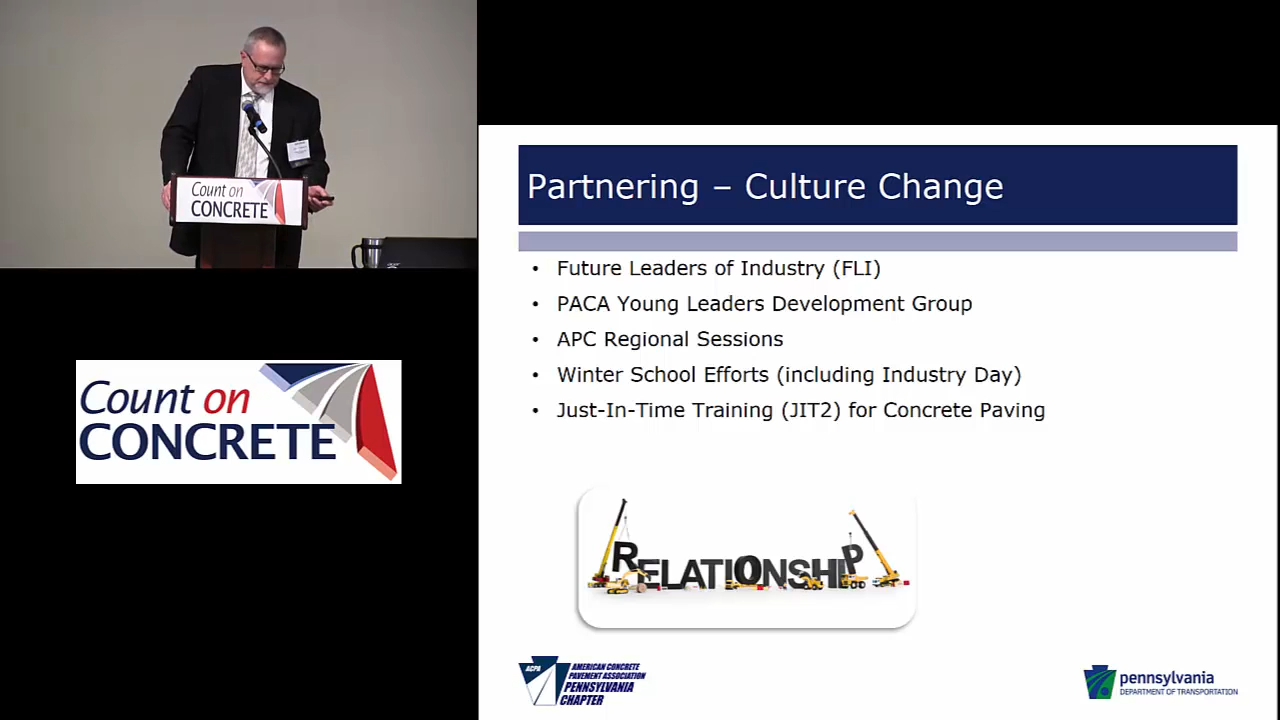 Count on
CONCRETE
Count on
CONCRETE
Partnering – Culture Change
• Future Leaders of Industry (FLI)
• PACA Young Leaders Development Group
• APC Regional Sessions
• Winter School Efforts (including Industry Day)
• Just-In-Time Training (JIT2) for Concrete Paving
RELATIONSHIP
ACPA
AMERICAN CONCRETE
PAVEMENT ASSOCIATION
PENNSYLVANIA
CHAPTER
pennsylvania
DEPARTMENT OF TRANSPORTATION